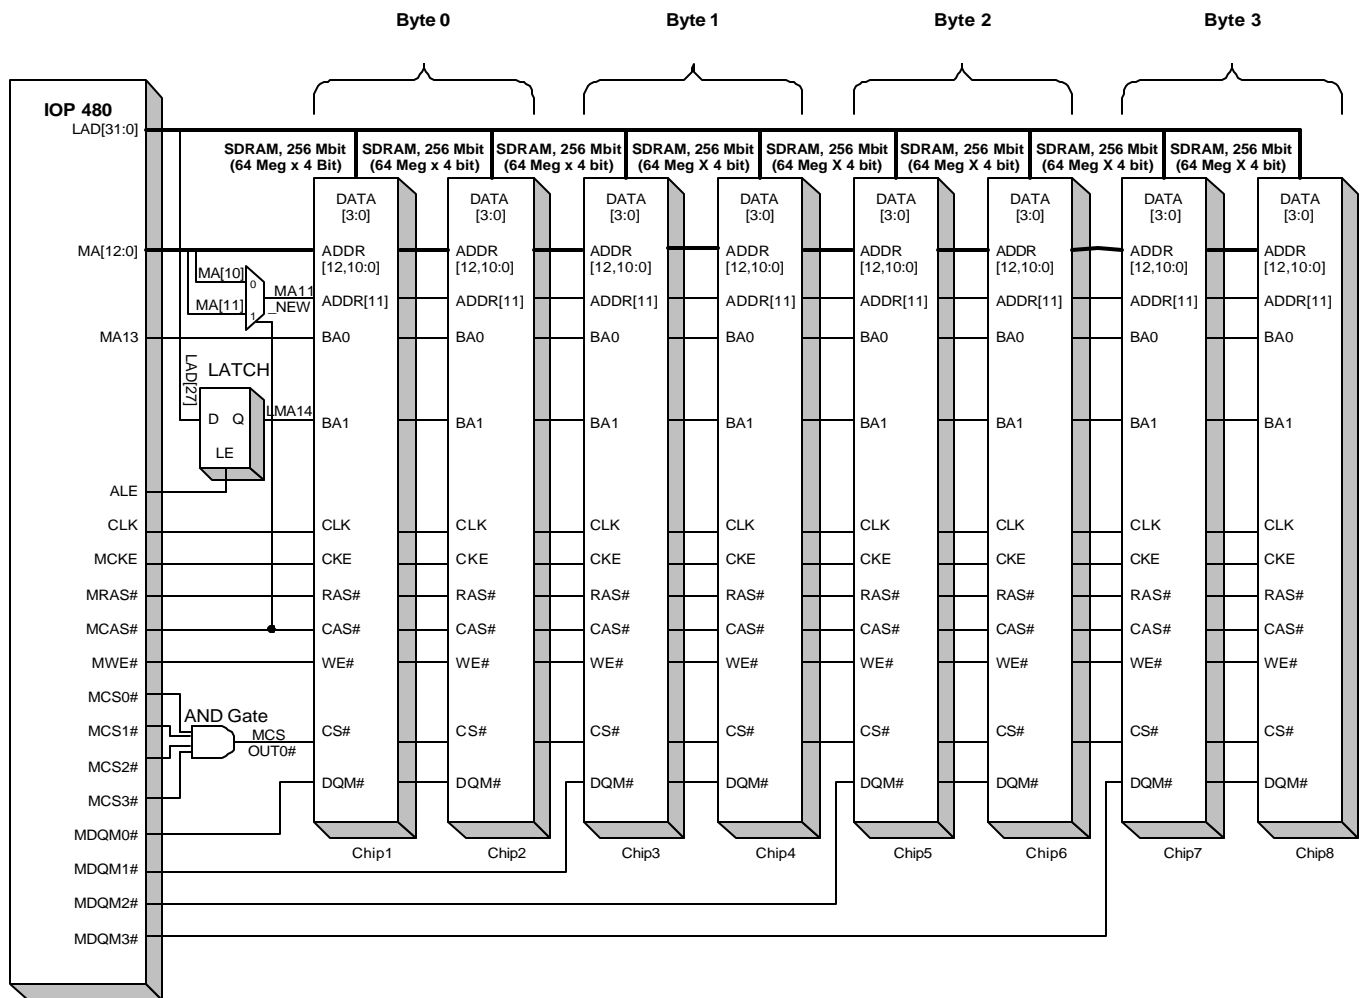 Byte 0 Byte 1 Byte 2 Byte 3
IOP 480
LAD[31:0]
SDRAM, 256 Mbit SDRAM, 256 Mbit SDRAM, 256 Mbit SDRAM, 256 Mbit SDRAM, 256 Mbit SDRAM, 256 Mbit SDRAM, 256 Mbit SDRAM, 256 Mbit
(64 Meg x 4 Bit) (64 Meg x 4 bit) (64 Meg x 4 bit) (64 Meg X 4 bit) (64 Meg X 4 bit) (64 Meg X 4 bit) (64 Meg X 4 bit) (64 Meg X 4 bit)
DATA DATA DATA DATA DATA DATA DATA DATA
[3:0] [3:0] [3:0] [3:0] [3:0] [3:0] [3:0] [3:0]
MA[12:0] ADDR ADDR ADDR ADDR ADDR ADDR ADDR ADDR
[12,10:0] [12,10:0] [12,10:0] [12,10:0] [12,10:0] [12,10:0] [12,10:0] [12,10:0]
MA[10] 0 MA11
MA[11] 1 _NEW ADDR[11] ADDR[11] ADDR[11] ADDR[11] ADDR[11] ADDR[11] ADDR[11] ADDR[11]
MA13 BA0 BA0 BA0 BA0 BA0 BA0 BA0 BA0
LAD[27]
LATCH
D Q LMA14 BA1 BA1 BA1 BA1 BA1 BA1 BA1 BA1
LE
ALE
CLK CLK CLK CLK CLK CLK CLK CLK CLK
MCKE CKE CKE CKE CKE CKE CKE CKE CKE
MRAS# RAS# RAS# RAS# RAS# RAS# RAS# RAS# RAS#
MCAS# CAS# CAS# CAS# CAS# CAS# CAS# CAS# CAS#
MWE# WE# WE# WE# WE# WE# WE# WE# WE#
MCS0#
AND Gate
MCS1# MCS CS# CS# CS# CS# CS# CS# CS# CS#
OUT0#
MCS2#
MCS3# DQM# DQM# DQM# DQM# DQM# DQM# DQM# DQM#
MDQM0#
Chip1 Chip2 Chip3 Chip4 Chip5 Chip6 Chip7 Chip8
MDQM1#
MDQM2#
MDQM3#